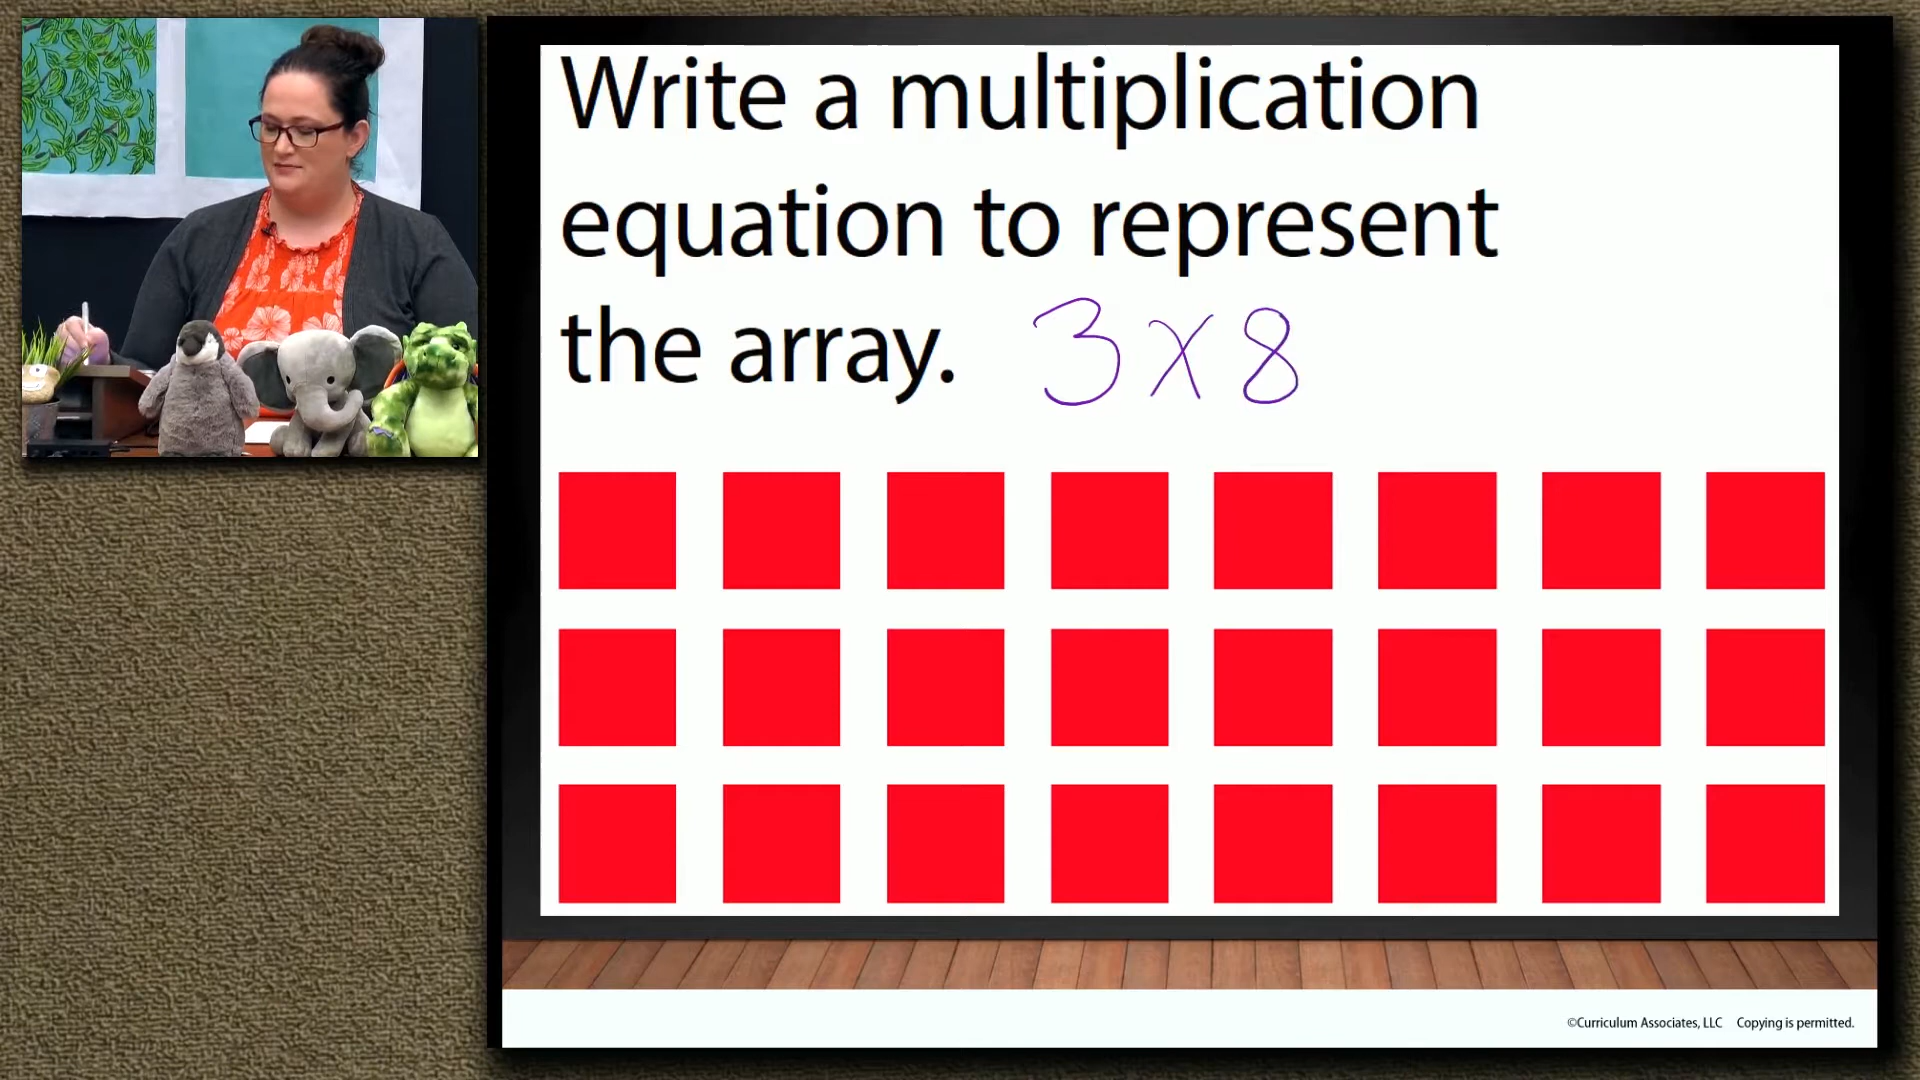 Write a multiplication
equation to represent
the array. 3 x 8
©Curriculum Associates, LLC Copying is permitted.